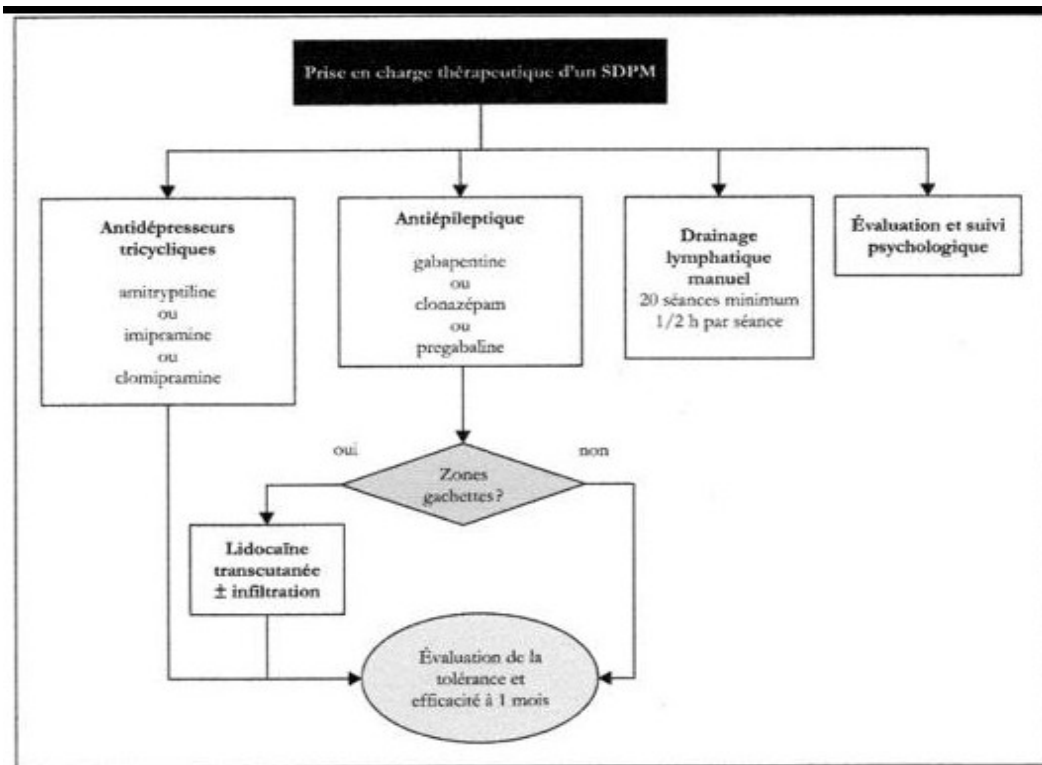 Prise en charge thérapeutique d'un SDPM
Antidépresseurs
tricycliques
amitryptiline
ou
imipramine
ou
clomipramine
Antiépileptique
gabapentine
ou
clonazépam
ou
pregabaline
Drainage
lymphatique
manuel
20 séances minimum
1/2 h par séance
Évaluation et suivi
psychologique
oui
non
Zones
gachettes ?
Lidocaïne
transcutanée
± infiltration
Évaluation de la
tolérance et
efficacité à 1 mois